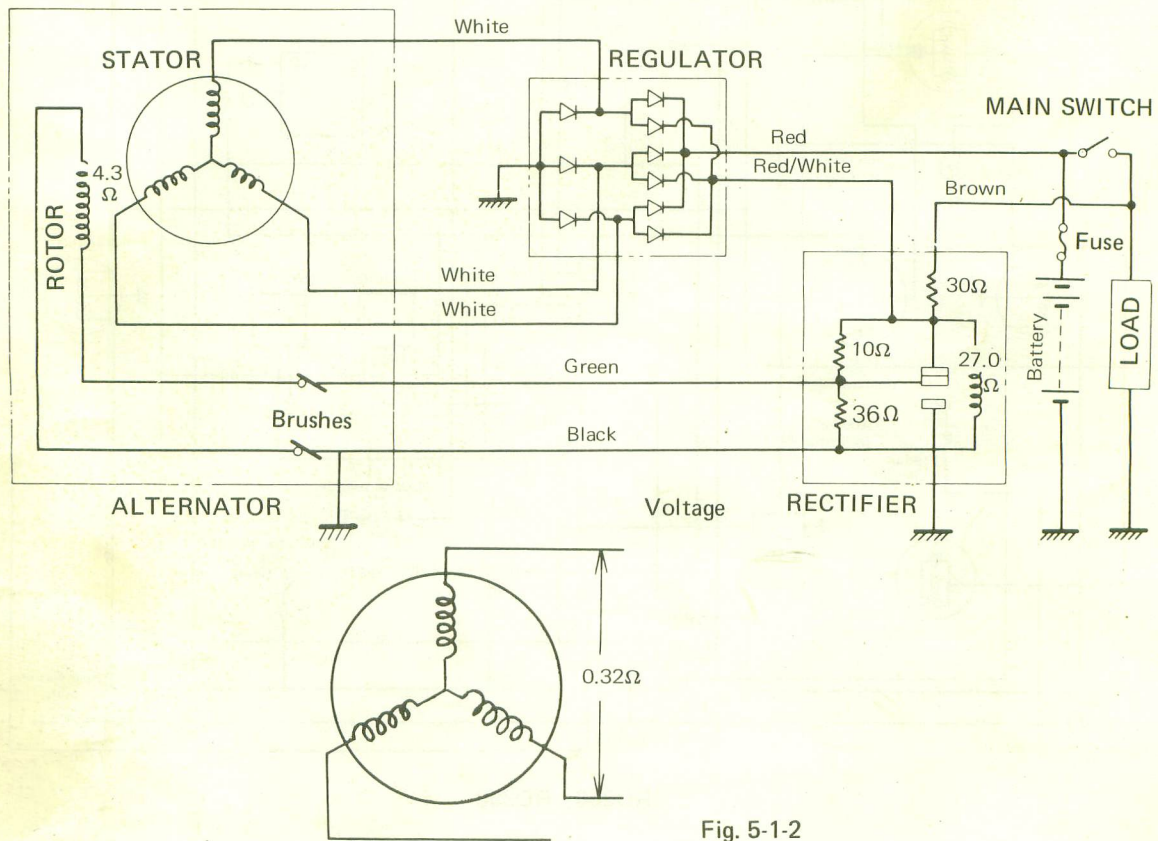 White
STATOR
REGULATOR
MAIN SWITCH
Red
4.3
Ω
Red/White
Brown
ROTOR
Fuse
White
30Ω
White
Battery
LOAD
10Ω
27.0
Ω
Green
36Ω
Brushes
Black
ALTERNATOR
Voltage
RECTIFIER
0.32Ω
Fig. 5-1-2